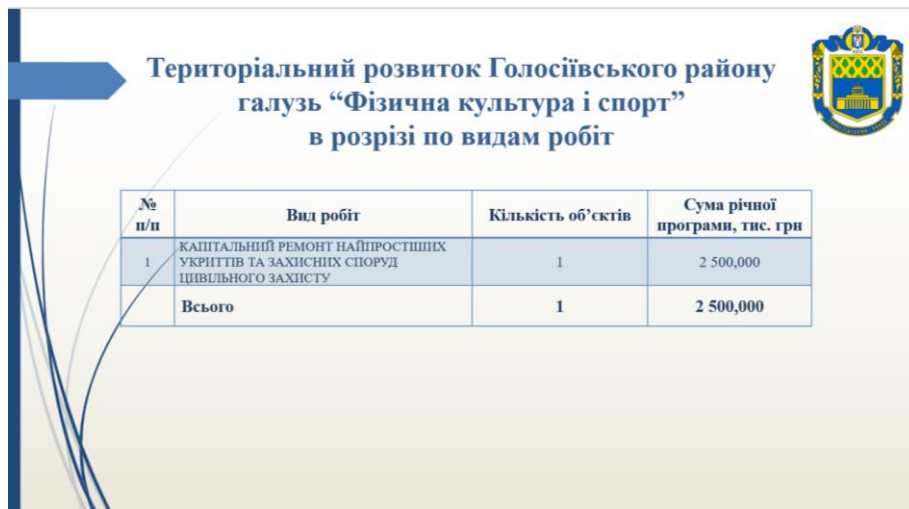 Територіальний розвиток Голосіївського району
галузь “Фізична культура і спорт”
в розрізі по видам робіт
№ п/п Вид робіт Кількість об’єктів Сума річної програми, тис. грн
1 КАПІТАЛЬНИЙ РЕМОНТ НАЙПРОСТІШИХ УКРИТТІВ ТА ЗАХИСНИХ СПОРУД ЦИВІЛЬНОГО ЗАХИСТУ 1 2 500,000
Всього 1 2 500,000